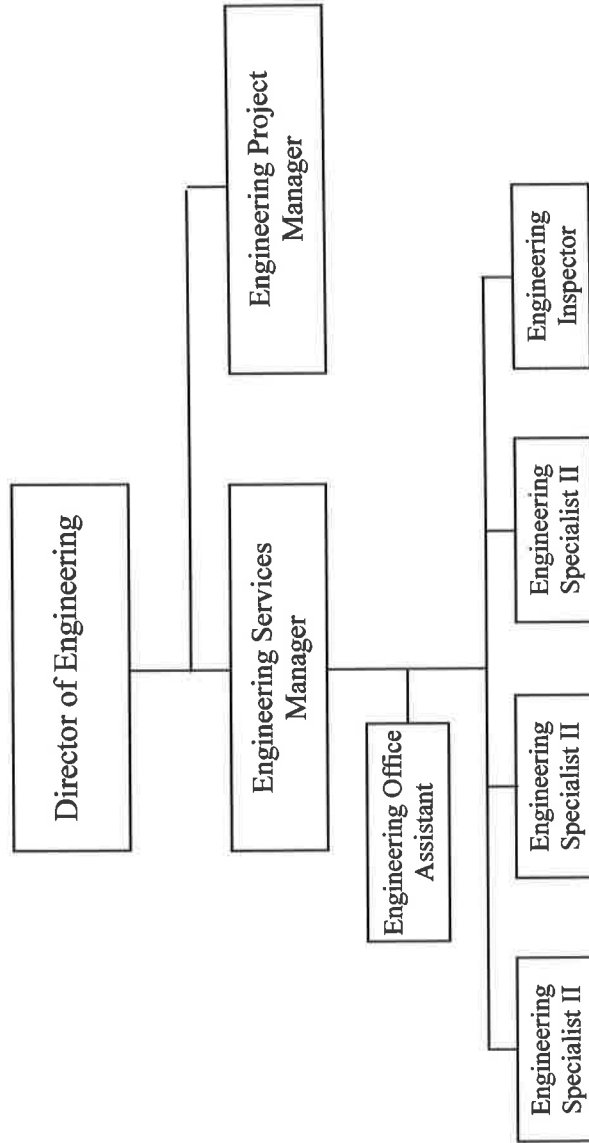 Director of Engineering
Engineering Services
Manager
Engineering Project
Manager
Engineering Office
Assistant
Engineering
Specialist II
Engineering
Specialist II
Engineering
Specialist II
Engineering
Inspector